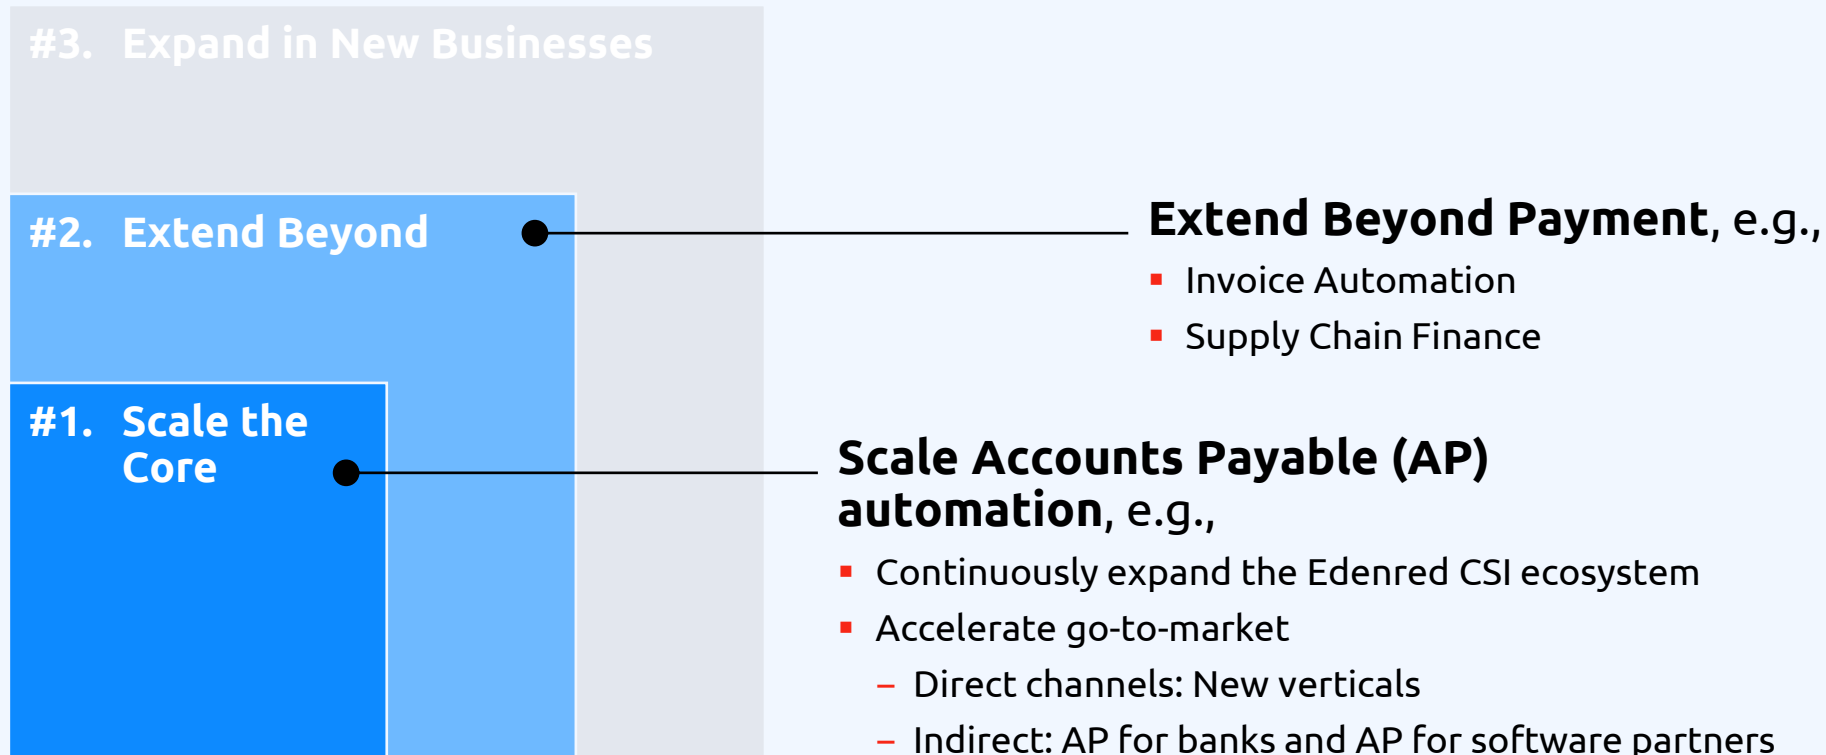 #3. Expand in New Businesses
#2. Extend Beyond
Extend Beyond Payment, e.g.,
▪ Invoice Automation
▪ Supply Chain Finance
#1. Scale the
Core
Scale Accounts Payable (AP)
automation, e.g.,
▪ Continuously expand the Edenred CSI ecosystem
▪ Accelerate go-to-market
– Direct channels: New verticals
– Indirect: AP for banks and AP for software partners